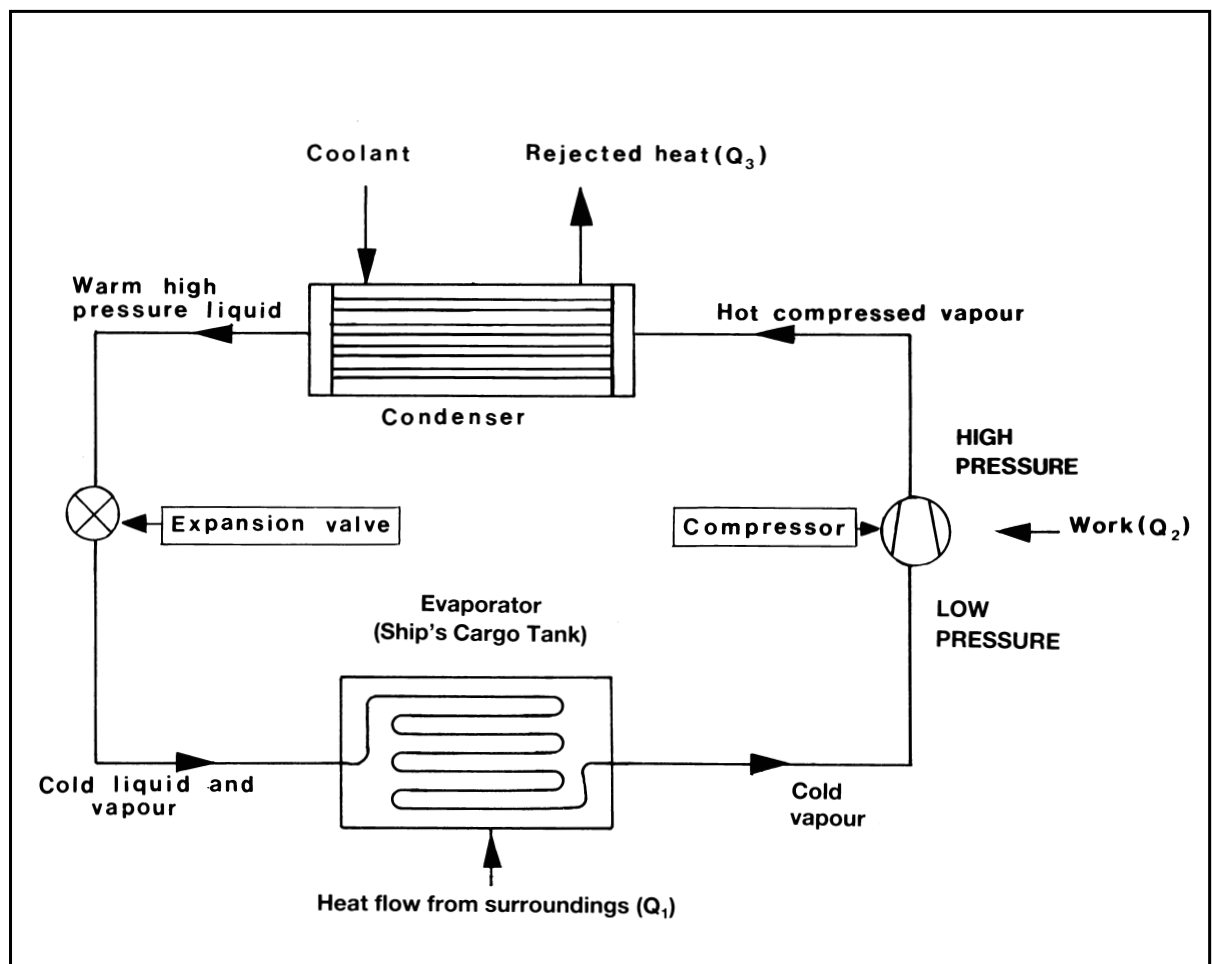 Coolant
Rejected heat (Q₃)
Warm high
pressure liquid
Hot compressed vapour
Condenser
HIGH
PRESSURE
Expansion valve
Compressor
Work (Q₂)
Evaporator
(Ship's Cargo Tank)
LOW
PRESSURE
Cold liquid and
vapour
Cold
vapour
Heat flow from surroundings (Q₁)